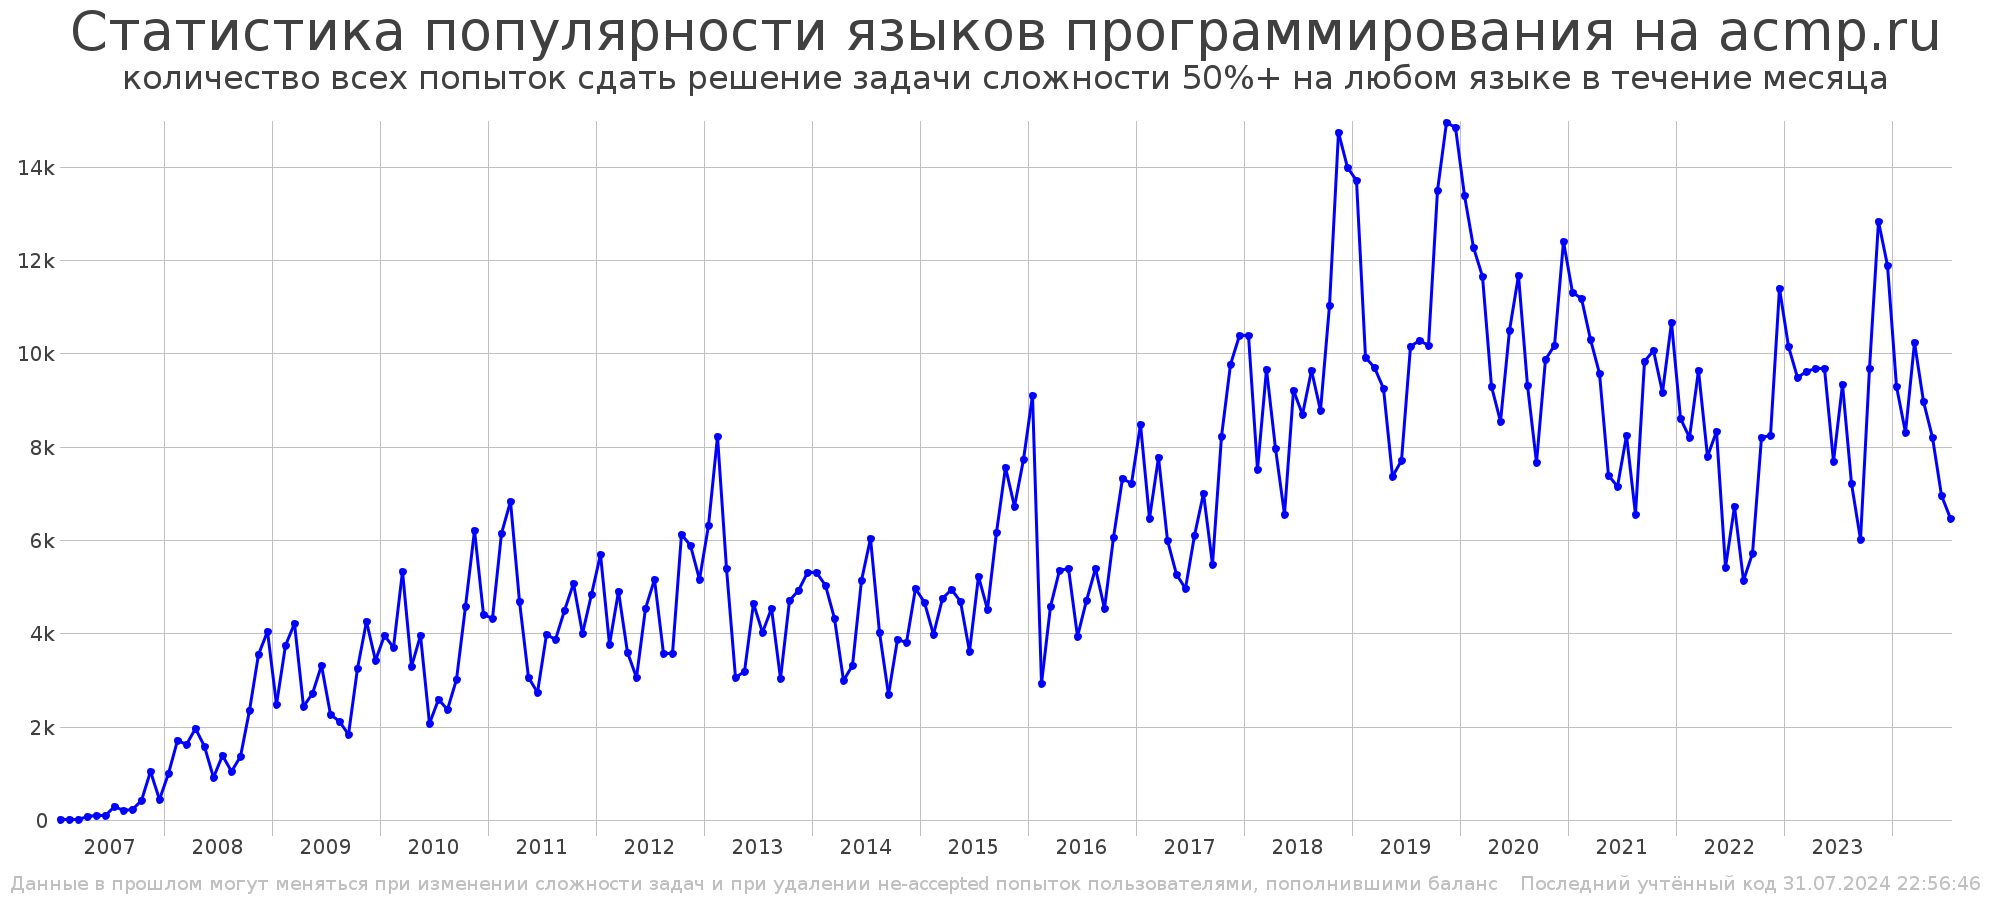 Статистика популярности языков программирования на acmp.ru
количество всех попыток сдать решение задачи сложности 50%+ на любом языке в течение месяца
14k
12k
10k
8k
6k
4k
2k
0
2007 2008 2009 2010 2011 2012 2013 2014 2015 2016 2017 2018 2019 2020 2021 2022 2023
Данные в прошлом могут меняться при изменении сложности задач и при удалении не-accepted попыток пользователями, пополнившими баланс Последний учтённый код 31.07.2024 22:56:46